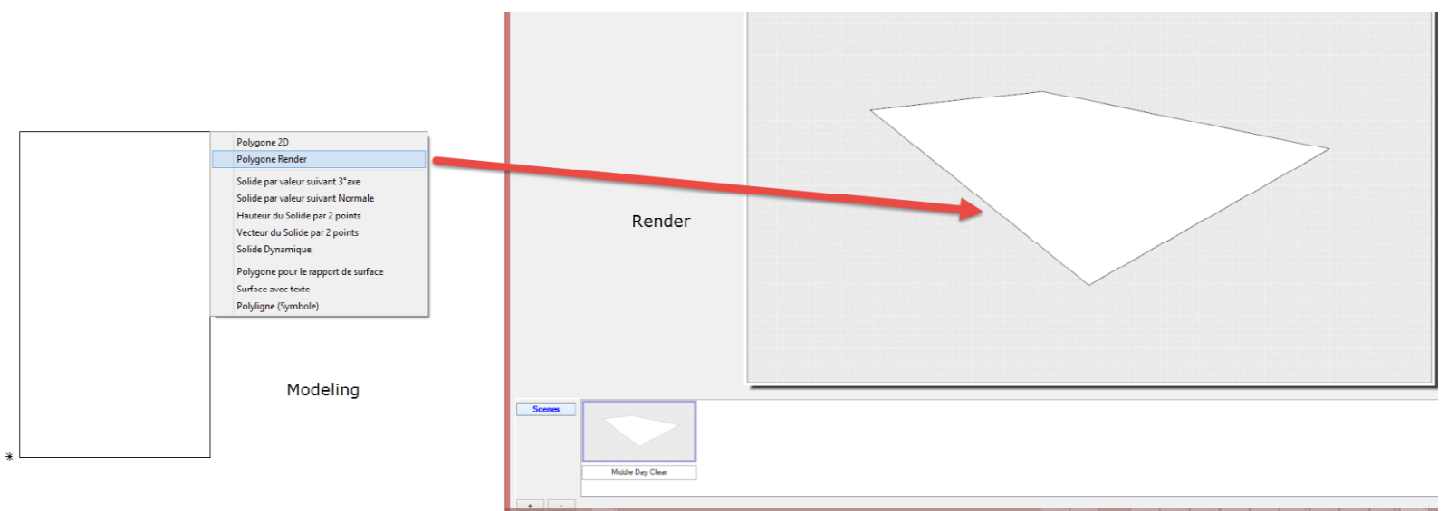 Polygone 2D
Polygone Render
Solide par valeur suivant 3°axe
Solide par valeur suivant Normale
Hauteur du Solide par 2 points
Vecteur du Solide par 2 points
Solide Dynamique
Polygone pour le rapport de surface
Surface avec texte
Polyligne (Symbole)
Modeling
*
Render
Scenes
Middle Day Clear